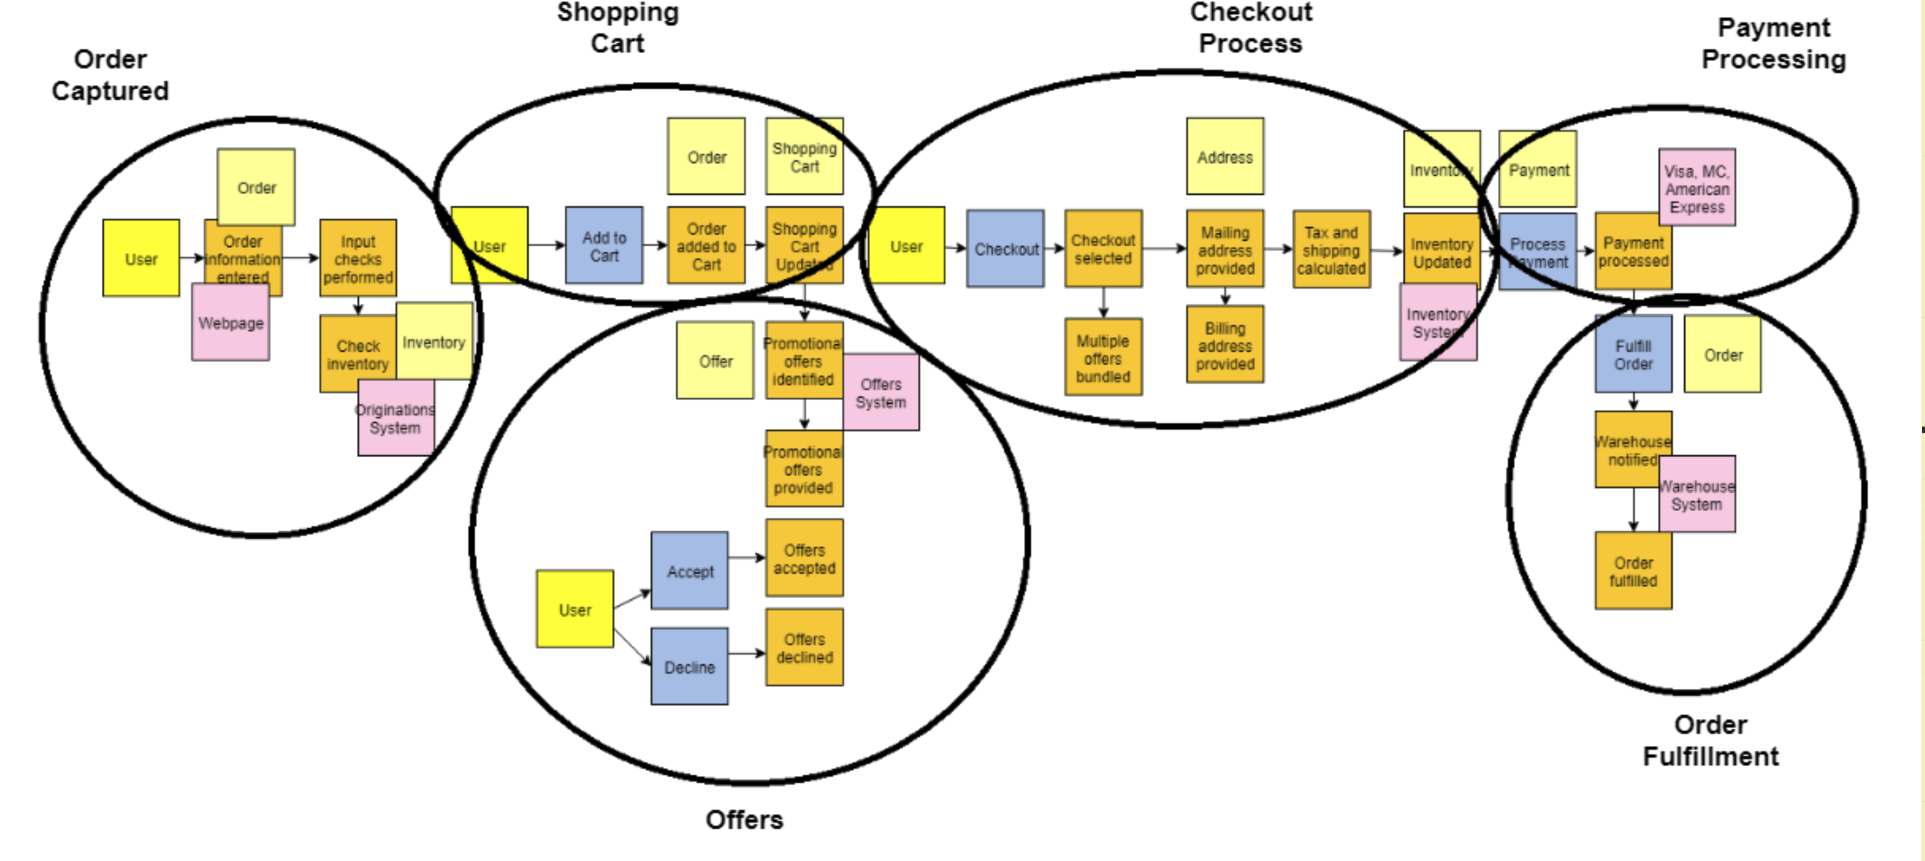 Order
Captured
Shopping
Cart
Checkout
Process
Payment
Processing
Order
User
Order
information
entered
Input
checks
performed
Webpage
Check
inventory
Inventory
Originations
System
Order
Shopping
Cart
User
Add to
Cart
Order
added to
Cart
Shopping
Cart
Updated
Offer
Promotional
offers
identified
Offers
System
Promotional
offers
provided
User
Accept
Offers
accepted
Decline
Offers
declined
Offers
Address
Inventory
User
Checkout
Checkout
selected
Mailing
address
provided
Tax and
shipping
calculated
Inventory
Updated
Multiple
offers
bundled
Billing
address
provided
Inventory
System
Payment
Visa, MC,
American
Express
Process
Payment
Payment
processed
Fulfill
Order
Order
Warehouse
notified
Warehouse
System
Order
fulfilled
Order
Fulfillment